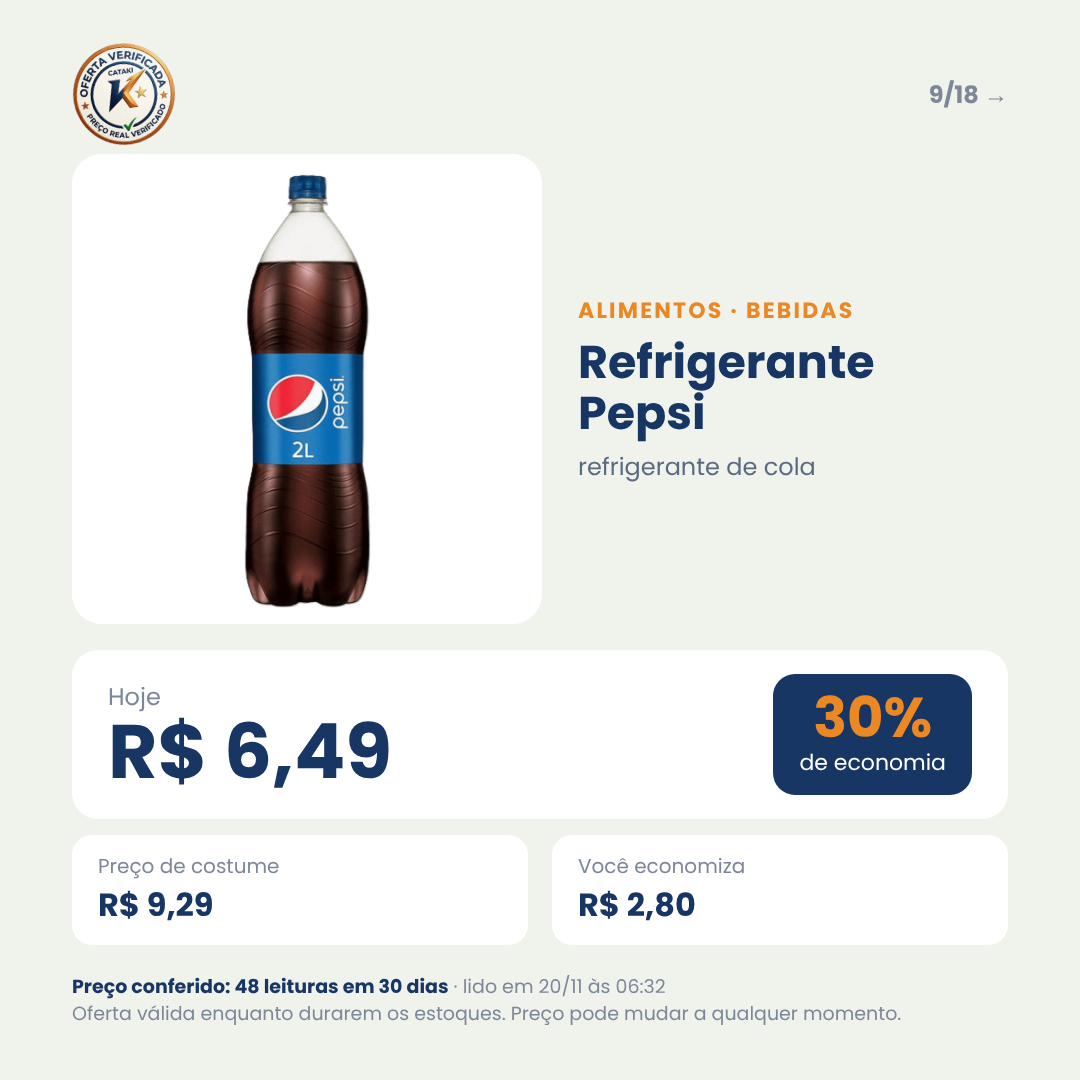 OFERTA VERIFICADA
CATAKI
PREÇO REAL VERIFICADO
9/18 →
pepsi.
2L
ALIMENTOS · BEBIDAS
Refrigerante
Pepsi
refrigerante de cola
Hoje
R$ 6,49
30%
de economia
Preço de costume
R$ 9,29
Você economiza
R$ 2,80
Preço conferido: 48 leituras em 30 dias · lido em 20/11 às 06:32
Oferta válida enquanto durarem os estoques. Preço pode mudar a qualquer momento.